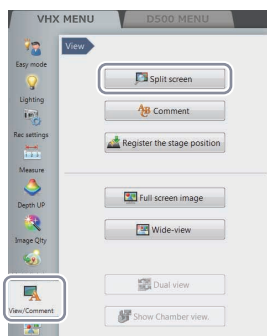 VHX MENU
D500 MENU
View
Easy mode
Split screen
Lighting
Comment
Rec settings
Register the stage position
Measure
Depth UP
Full screen image
Wide-view
Image Qlty
Dual view
View/Comment
Show Chamber view.